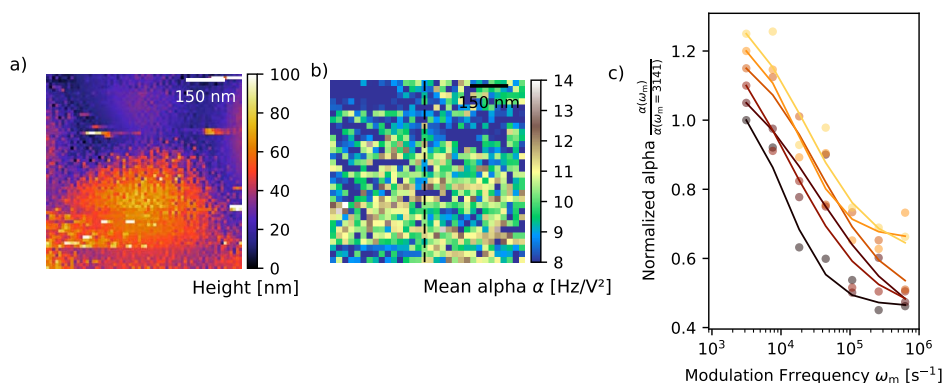 a)
150 nm
100
80
60
40
20
0
Height [nm]
b)
150 nm
14
13
12
11
10
9
8
Mean alpha α [Hz/V²]
c)
Normalized alpha α(ωm) / α(ωm = 3141)
1.2
1.0
0.8
0.6
0.4
10³ 10⁴ 10⁵ 10⁶
Modulation Frrequency ωm [s⁻¹]